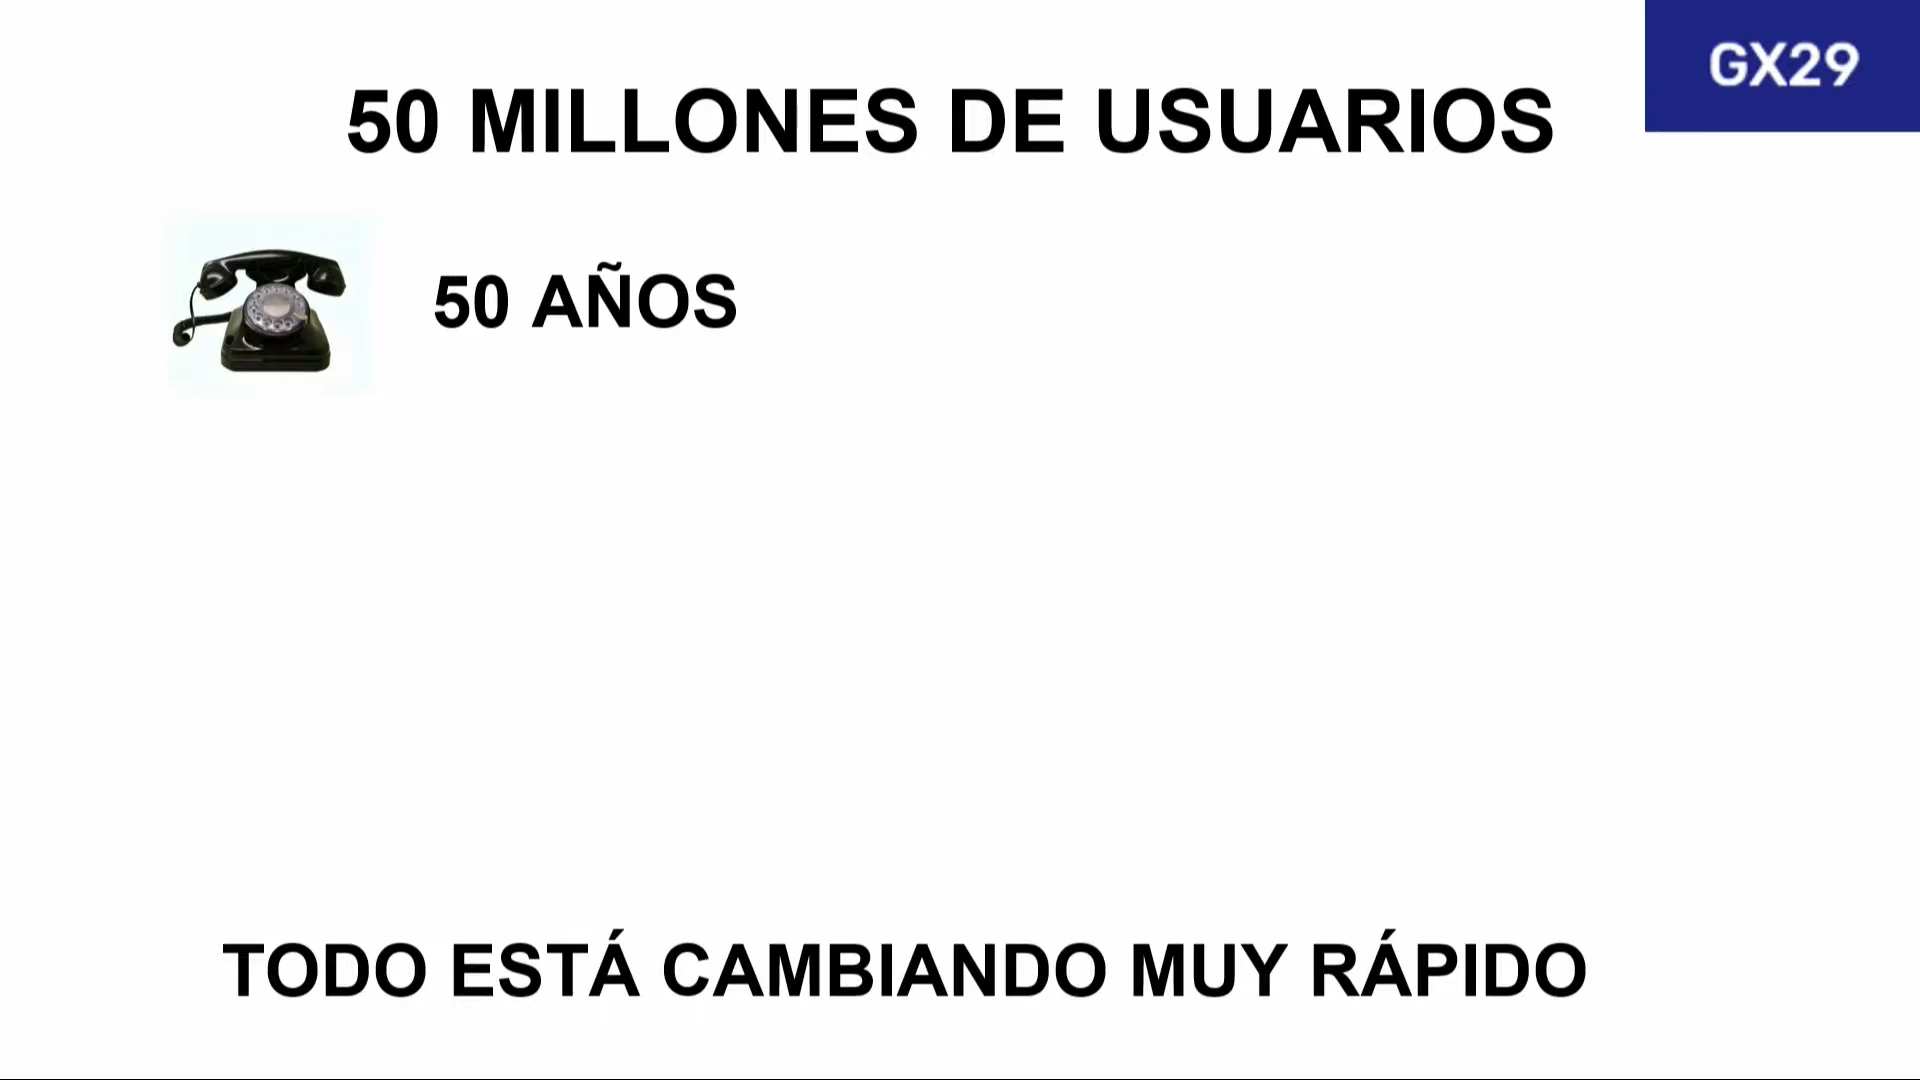 GX29
50 MILLONES DE USUARIOS
50 AÑOS
TODO ESTÁ CAMBIANDO MUY RÁPIDO